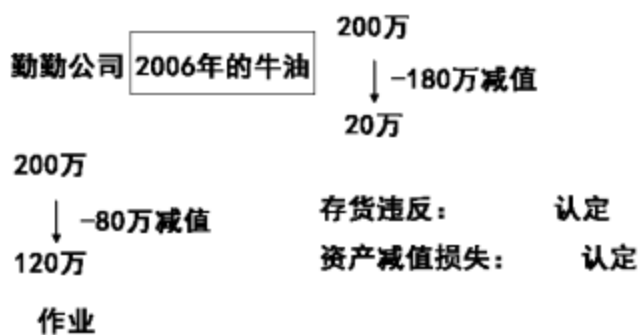 勤勤公司 2006年的牛油
200万
-180万减值
20万
200万
-80万减值
120万
存货违反： 认定
资产减值损失： 认定
作业